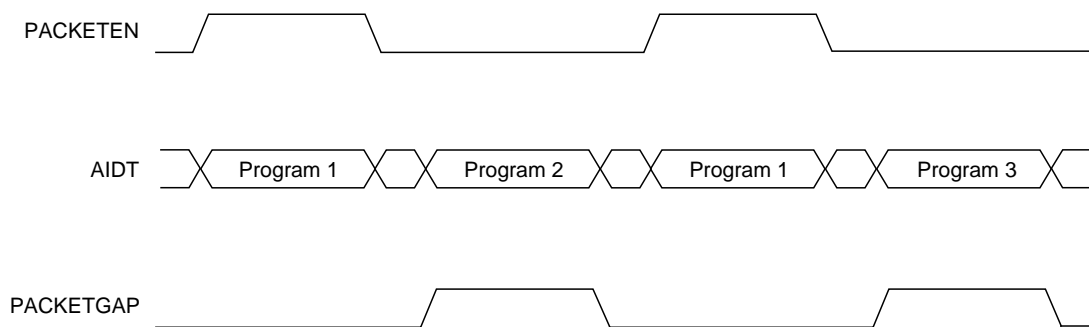 PACKETEN
AIDT
Program 1
Program 2
Program 1
Program 3
PACKETGAP